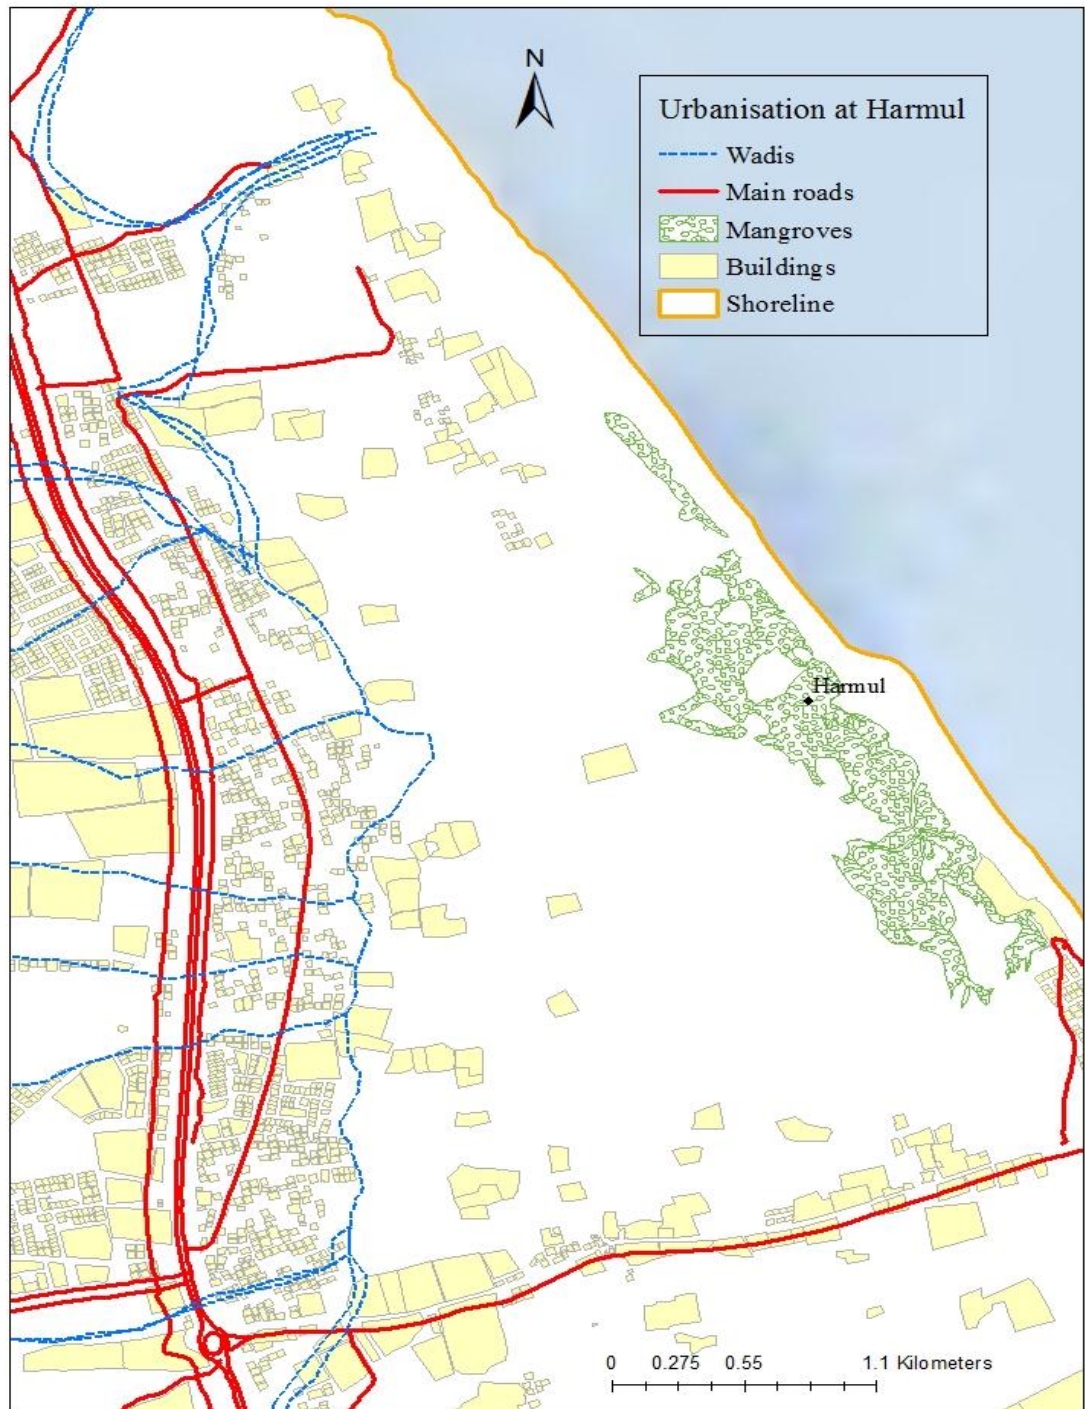 N
Urbanisation at Harmul
Wadis
Main roads
Mangroves
Buildings
Shoreline
Harmul
0 0.275 0.55 1.1 Kilometers